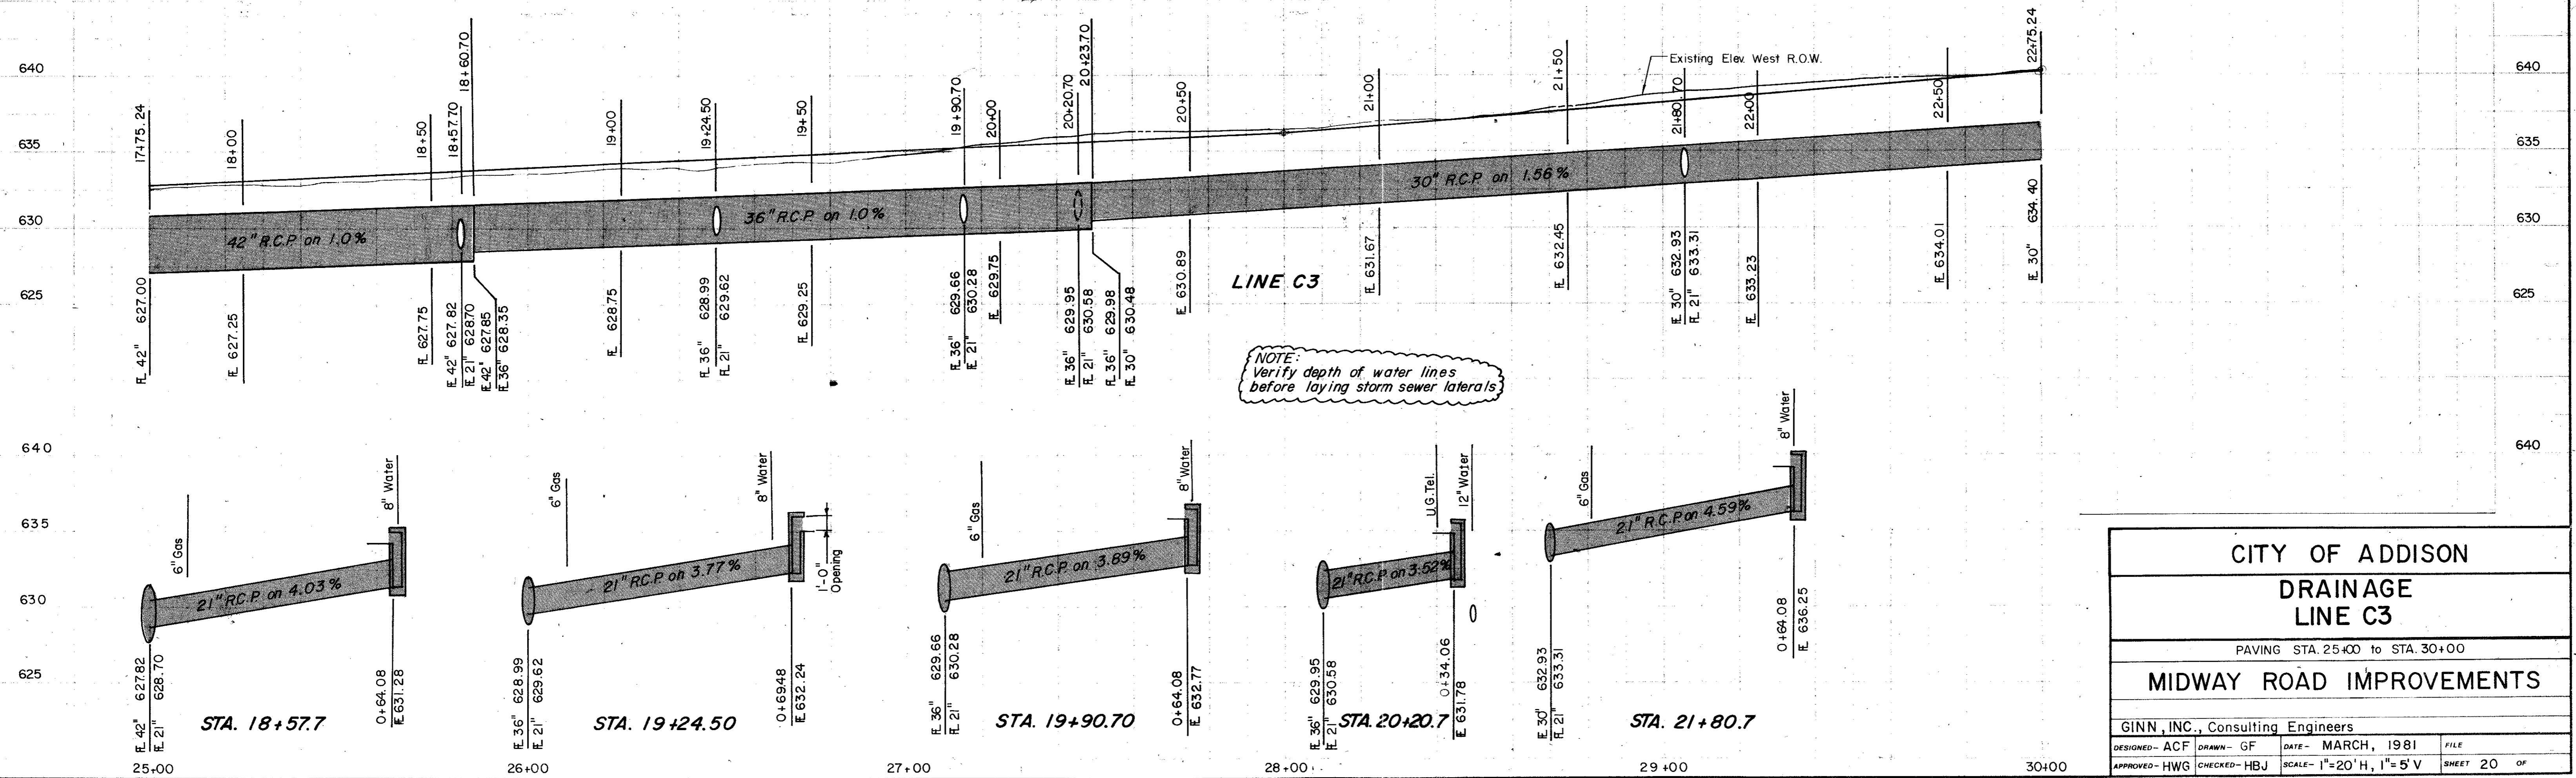 640
635
630
625
17+75.24
18+00
18+50
18+57.70
18+60.70
19+00
19+24.50
19+50
19+90.70
20+00
20+20.70
20+23.70
20+50
21+00
21+50
21+80.70
22+00
22+50
22+75.24
Existing Elev. West R.O.W.
640
635
630
625
42" R.C.P. on 1.0%
36" R.C.P. on 1.0%
30" R.C.P. on 1.56%
LINE C3
FL 42" 627.00
FL 627.25
FL 627.75
FL 42" 627.82
FL 21" 628.70
FL 42" 627.85
FL 36" 628.35
FL 628.75
FL 36" 628.99
FL 21" 629.62
FL 629.25
FL 36" 629.66
FL 21" 630.28
FL 629.75
FL 36" 629.95
FL 21" 630.58
FL 36" 629.98
FL 30" 630.48
FL 630.89
FL 631.67
FL 632.45
FL 30" 632.93
FL 21" 633.31
FL 633.23
FL 634.01
FL 30" 634.40
NOTE:
Verify depth of water lines
before laying storm sewer laterals
640
635
630
625
640
6" Gas
8" Water
21" R.C.P. on 4.03%
FL 42" 627.82
FL 21" 628.70
0+64.08
FL 631.28
STA. 18+57.7
6" Gas
8" Water
1'-0"
Opening
21" R.C.P. on 3.77%
FL 36" 628.99
FL 21" 629.62
0+69.48
FL 632.24
STA. 19+24.50
6" Gas
8" Water
21" R.C.P. on 3.89%
FL 36" 629.66
FL 21" 630.28
0+64.08
FL 632.77
STA. 19+90.70
U.G.Tel.
12" Water
21" R.C.P. on 3.52%
FL 36" 629.95
FL 21" 630.58
0+34.06
FL 631.78
STA. 20+20.7
6" Gas
8" Water
21" R.C.P. on 4.59%
FL 30" 632.93
FL 21" 633.31
0+64.08
FL 636.25
STA. 21+80.7
25+00
26+00
27+00
28+00
29+00
30+00
CITY OF ADDISON
DRAINAGE
LINE C3
PAVING STA. 25+00 to STA. 30+00
MIDWAY ROAD IMPROVEMENTS
GINN, INC., Consulting Engineers
DESIGNED- ACF DRAWN- GF DATE- MARCH, 1981 FILE
APPROVED- HWG CHECKED- HBJ SCALE- 1"=20' H, 1"=5' V SHEET 20 OF